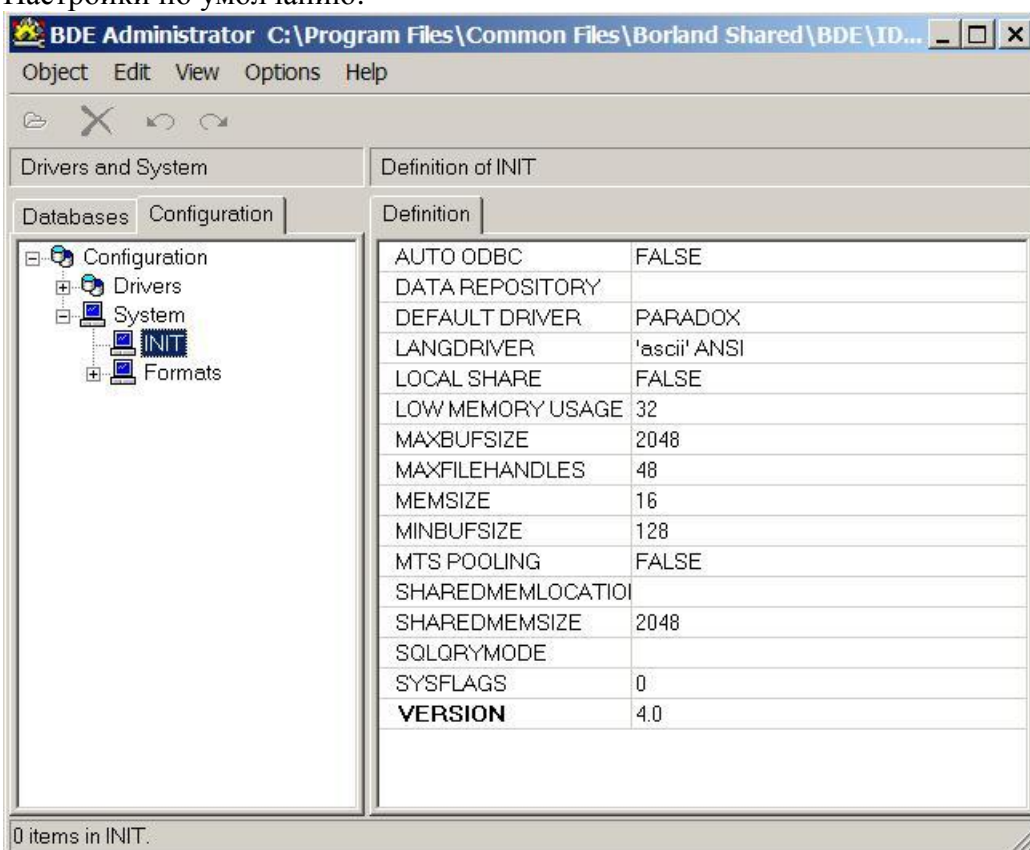 Настройки по умолчанию:
BDE Administrator C:\Program Files\Common Files\Borland Shared\BDE\ID...
Object Edit View Options Help
Drivers and System
Definition of INIT
Databases Configuration
Definition
Configuration
Drivers
System
INIT
Formats
AUTO ODBC FALSE
DATA REPOSITORY
DEFAULT DRIVER PARADOX
LANGDRIVER 'ascii' ANSI
LOCAL SHARE FALSE
LOW MEMORY USAGE 32
MAXBUFSIZE 2048
MAXFILEHANDLES 48
MEMSIZE 16
MINBUFSIZE 128
MTS POOLING FALSE
SHAREDMEMLOCATIO
SHAREDMEMSIZE 2048
SQLQRYMODE
SYSFLAGS 0
VERSION 4.0
0 items in INIT.